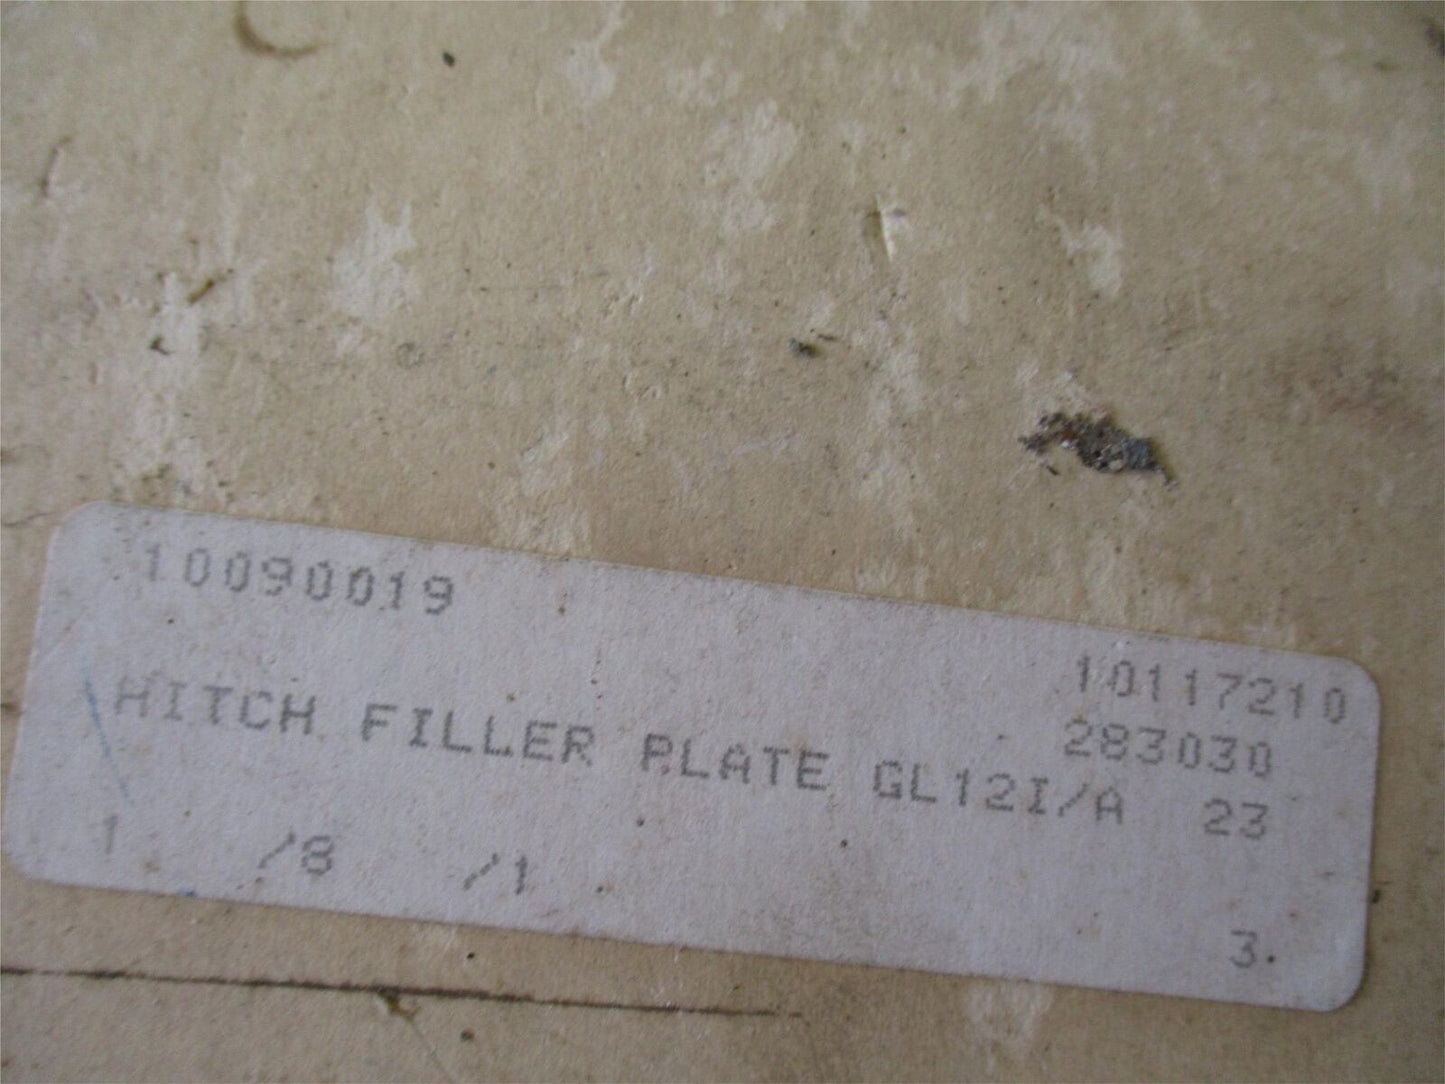 10090019
10117210
283030
HITCH FILLER PLATE GL12I/A 23
1 /8 /1
3.